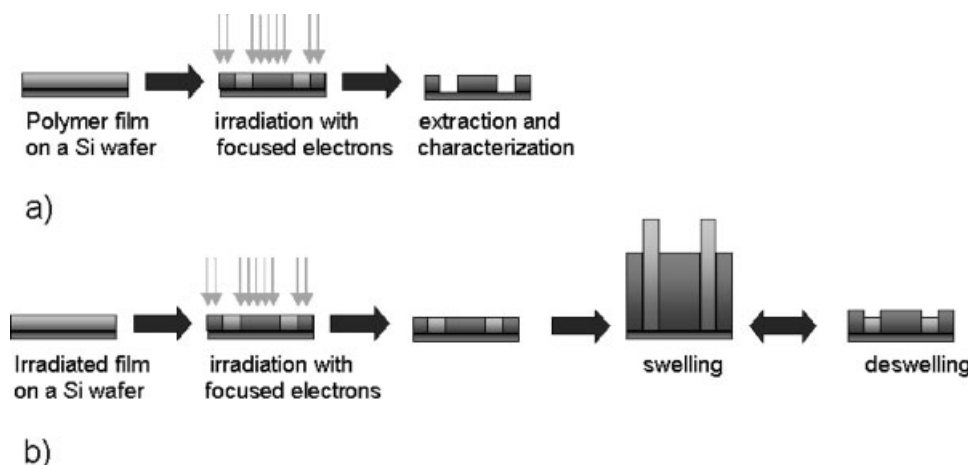 Polymer film
on a Si wafer
irradiation with
focused electrons
extraction and
characterization
a)
Irradiated film
on a Si wafer
irradiation with
focused electrons
swelling
deswelling
b)